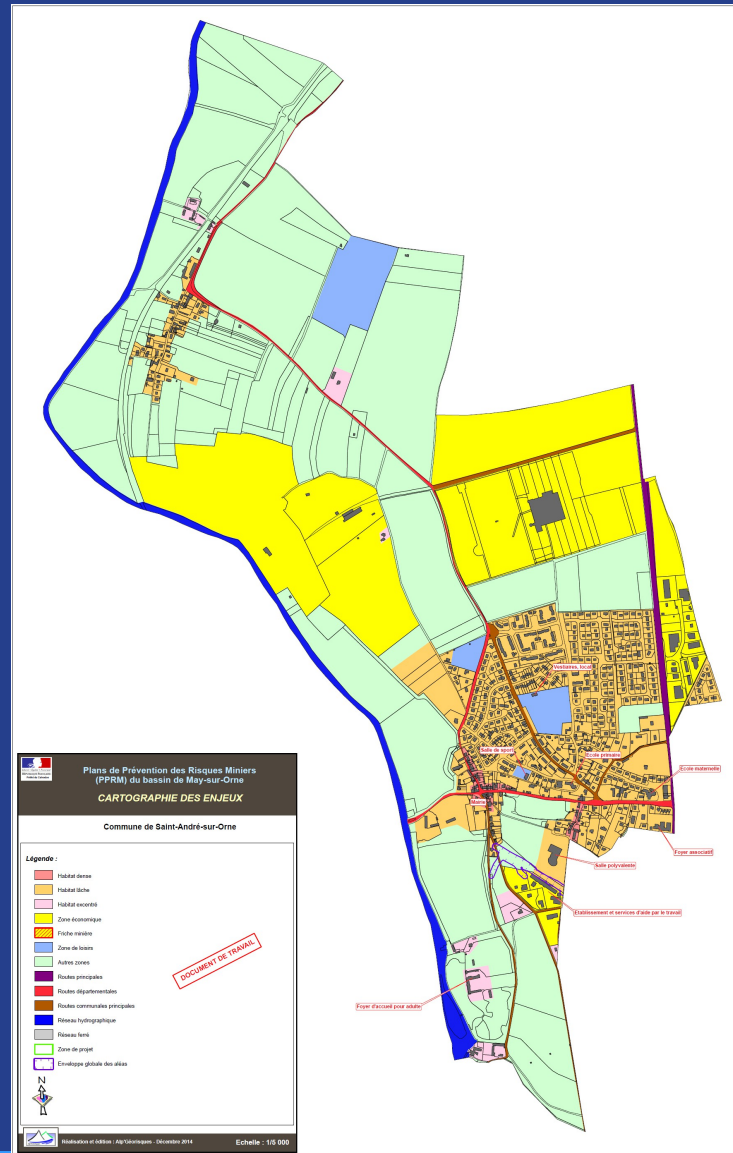 Vestiaires, local
Salle de sport
Ecole primaire
Ecole maternelle
Mairie
Foyer associatif
Salle polyvalente
Etablissement et services d'aide par le travail
Foyer d'accueil pour adulte
Plans de Prévention des Risques Miniers
(PPRM) du bassin de May-sur-Orne
CARTOGRAPHIE DES ENJEUX
Commune de Saint-André-sur-Orne
Légende :
Habitat dense
Habitat lâche
Habitat excentré
Zone économique
Friche minière
Zone de loisirs
Autres zones
Routes principales
Routes départementales
Routes communales principales
Réseau hydrographique
Réseau ferré
Zone de projet
Enveloppe globale des aléas
DOCUMENT DE TRAVAIL
N
Réalisation et édition : Alp'Géorisques - Décembre 2014
Echelle : 1/5 000